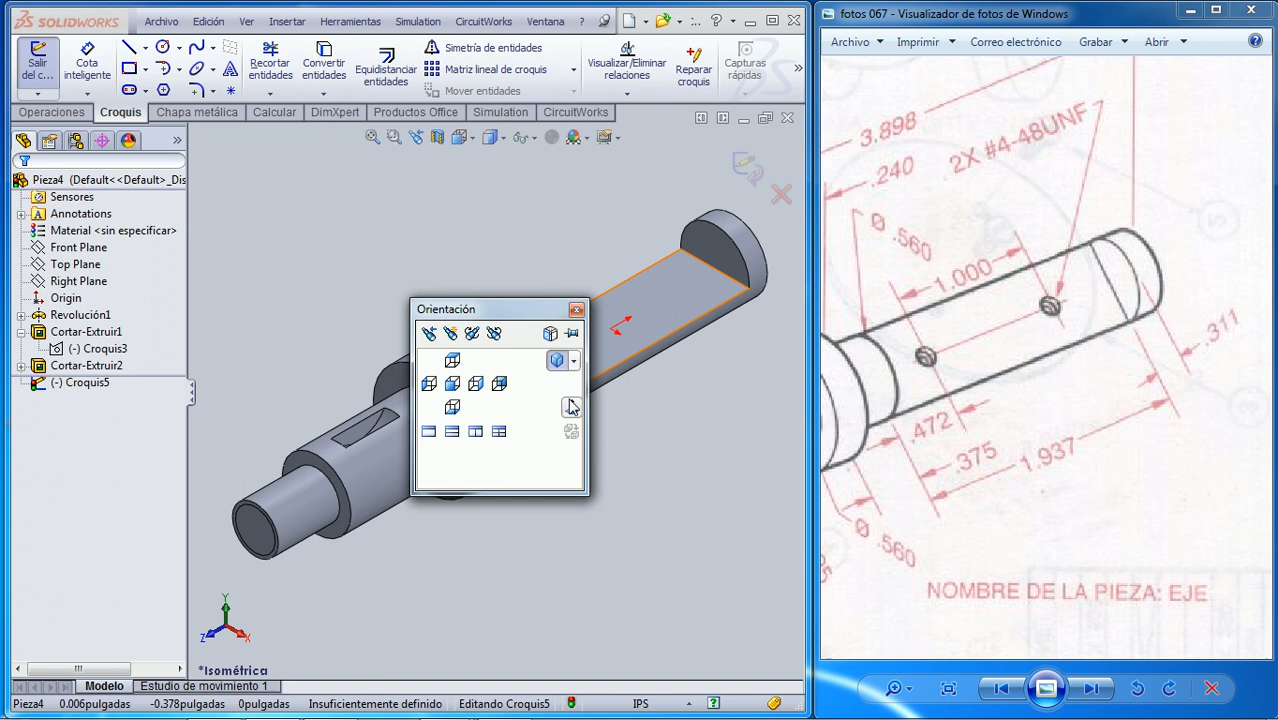 SOLIDWORKS
Archivo Edición Ver Insertar Herramientas Simulation CircuitWorks Ventana ?
Salir del c...
Cota inteligente
Recortar entidades
Convertir entidades
Equidistanciar entidades
Simetría de entidades
Matriz lineal de croquis
Mover entidades
Visualizar/Eliminar relaciones
Reparar croquis
Capturas rápidas
Operaciones Croquis Chapa metálica Calcular DimXpert Productos Office Simulation CircuitWorks
Pieza4 (Default<<Default>_Dis
Sensores
Annotations
Material <sin especificar>
Front Plane
Top Plane
Right Plane
Origin
Revolución1
Cortar-Extruir1
(-) Croquis3
Cortar-Extruir2
(-) Croquis5
Orientación
Y
Z
X
*Isométrica
Modelo Estudio de movimiento 1
Pieza4 0.006pulgadas -0.378pulgadas 0pulgadas Insuficientemente definido Editando Croquis5 IPS
fotos 067 - Visualizador de fotos de Windows
Archivo Imprimir Correo electrónico Grabar Abrir
3.898
.240
2X #4-48UNF
Ø .560
1.000
.311
.472
.375
1.937
Ø .560
NOMBRE DE LA PIEZA: EJE